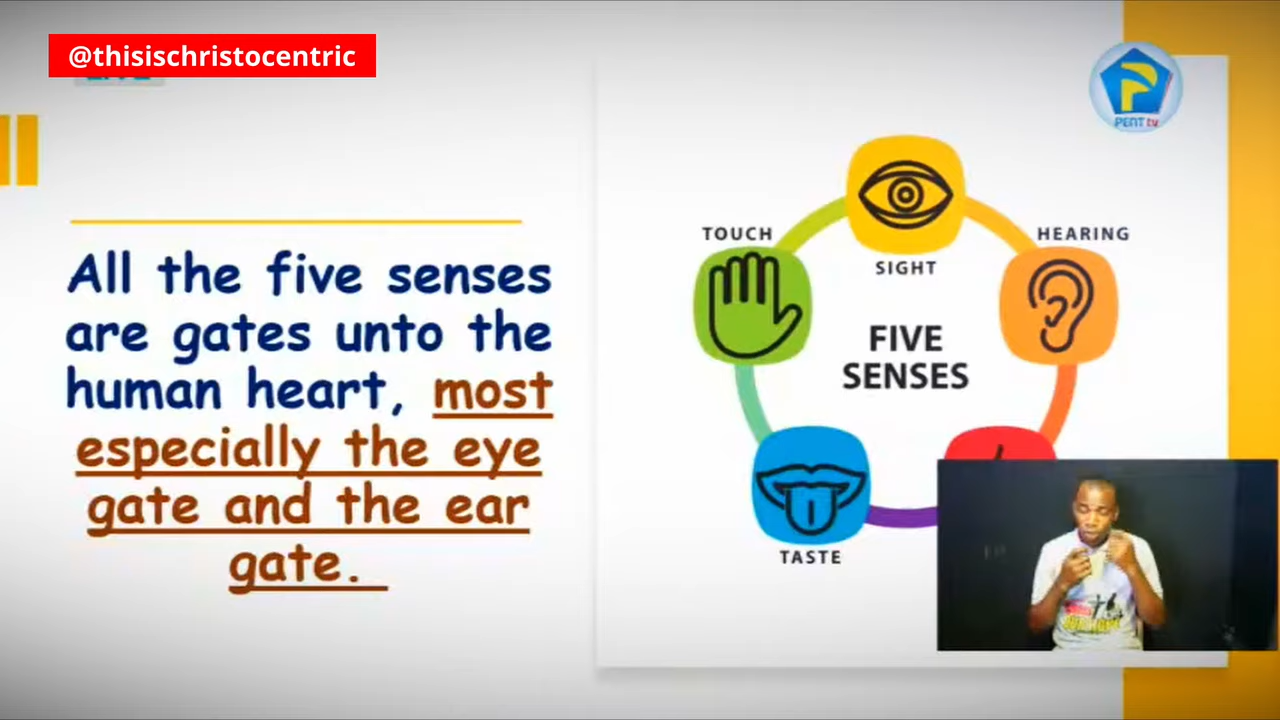 @thisischristocentric
PENT tv
All the five senses
are gates unto the
human heart, most
especially the eye
gate and the ear
gate.
TOUCH
HEARING
SIGHT
FIVE
SENSES
TASTE